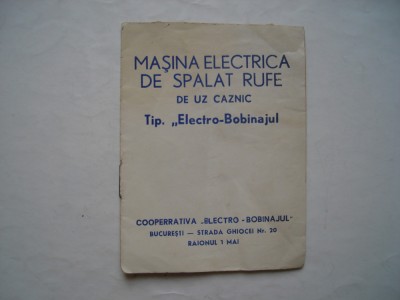 MAŞINA ELECTRICA
DE SPALAT RUFE
DE UZ CAZNIC
Tip. „Electro-Bobinajul
COOPERRATIVA „ELECTRO-BOBINAJUL"
BUCUREŞTI — STRADA GHIOCEI Nr. 20
RAIONUL 1 MAI